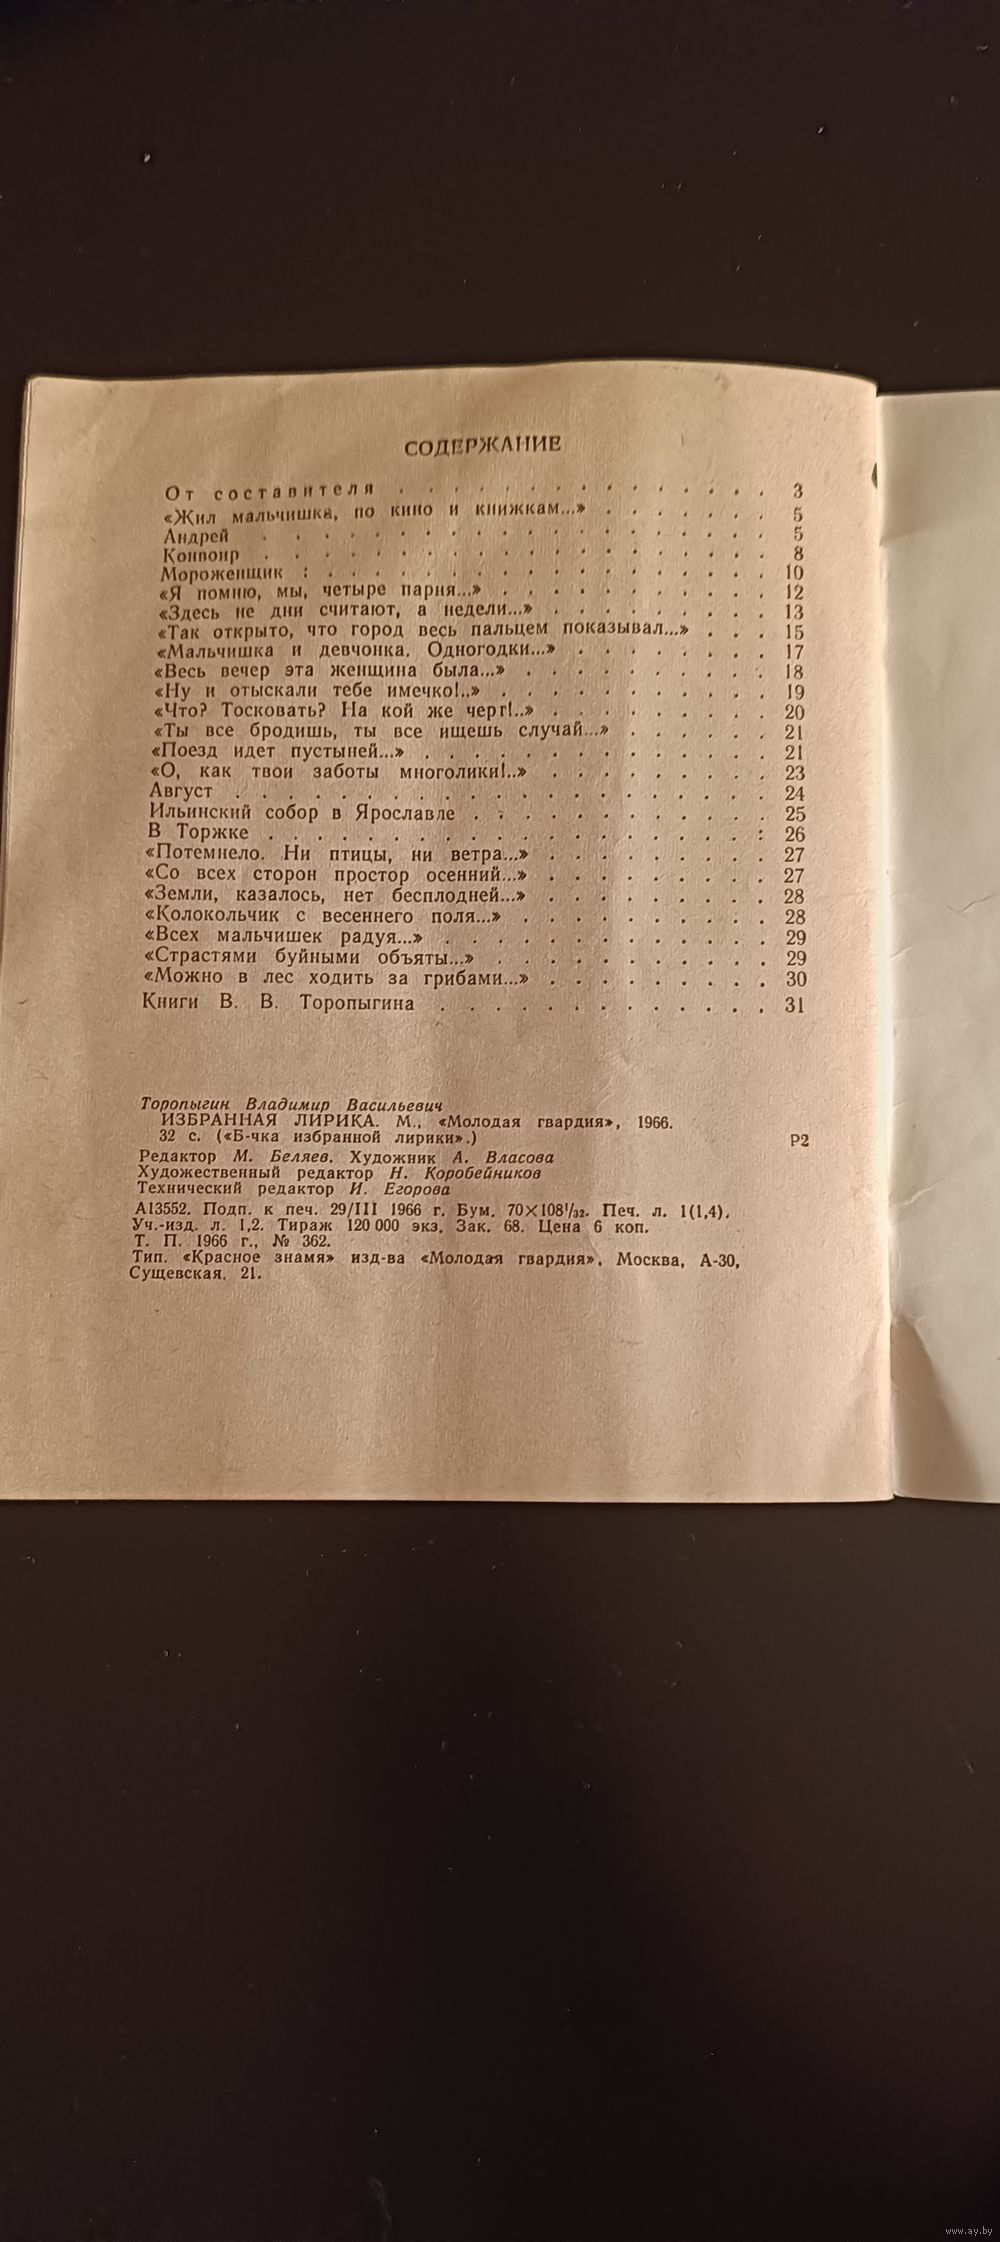 СОДЕРЖАНИЕ
От составителя . . . . . . . . . . . . . . 3
«Жил мальчишка, по кино и книжкам...» . . . . . . . 5
Андрей . . . . . . . . . . . . . . . . . . 5
Конвоир . . . . . . . . . . . . . . . . . . 8
Мороженщик : . . . . . . . . . . . . . . . . 10
«Я помню, мы, четыре парня...» . . . . . . . . . . . 12
«Здесь не дни считают, а недели...» . . . . . . . . . 13
«Так открыто, что город весь пальцем показывал...» . . . 15
«Мальчишка и девчонка. Одногодки...» . . . . . . . . 17
«Весь вечер эта женщина была...» . . . . . . . . . . 18
«Ну и отыскали тебе имечко!..» . . . . . . . . . . . 19
«Что? Тосковать? На кой же черт!..» . . . . . . . . . 20
«Ты все бродишь, ты все ищешь случай...» . . . . . . 21
«Поезд идет пустыней...» . . . . . . . . . . . . . . 21
«О, как твои заботы многолики!..» . . . . . . . . . 23
Август . . . . . . . . . . . . . . . . . . 24
Ильинский собор в Ярославле . . . . . . . . . . . . 25
В Торжке . . . . . . . . . . . . . . . . . : 26
«Потемнело. Ни птицы, ни ветра...» . . . . . . . . . 27
«Со всех сторон простор осенний...» . . . . . . . . . 27
«Земли, казалось, нет бесплодней...» . . . . . . . . . 28
«Колокольчик с весеннего поля...» . . . . . . . . . . 28
«Всех мальчишек радуя...» . . . . . . . . . . . . . 29
«Страстями буйными объяты...» . . . . . . . . . . . 29
«Можно в лес ходить за грибами...» . . . . . . . . . 30
Книги В. В. Торопыгина . . . . . . . . . . . . . 31
Торопыгин Владимир Васильевич
ИЗБРАННАЯ ЛИРИКА. М., «Молодая гвардия», 1966.
32 с. («Б-чка избранной лирики».) Р2
Редактор М. Беляев. Художник А. Власова
Художественный редактор Н. Коробейников
Технический редактор И. Егорова
А13552. Подп. к печ. 29/III 1966 г. Бум. 70×108¹/₃₂. Печ. л. 1(1,4).
Уч.-изд. л. 1,2. Тираж 120 000 экз. Зак. 68. Цена 6 коп.
Т. П. 1966 г., № 362.
Тип. «Красное знамя» изд-ва «Молодая гвардия». Москва, А-30,
Сущевская, 21.
www.ay.by